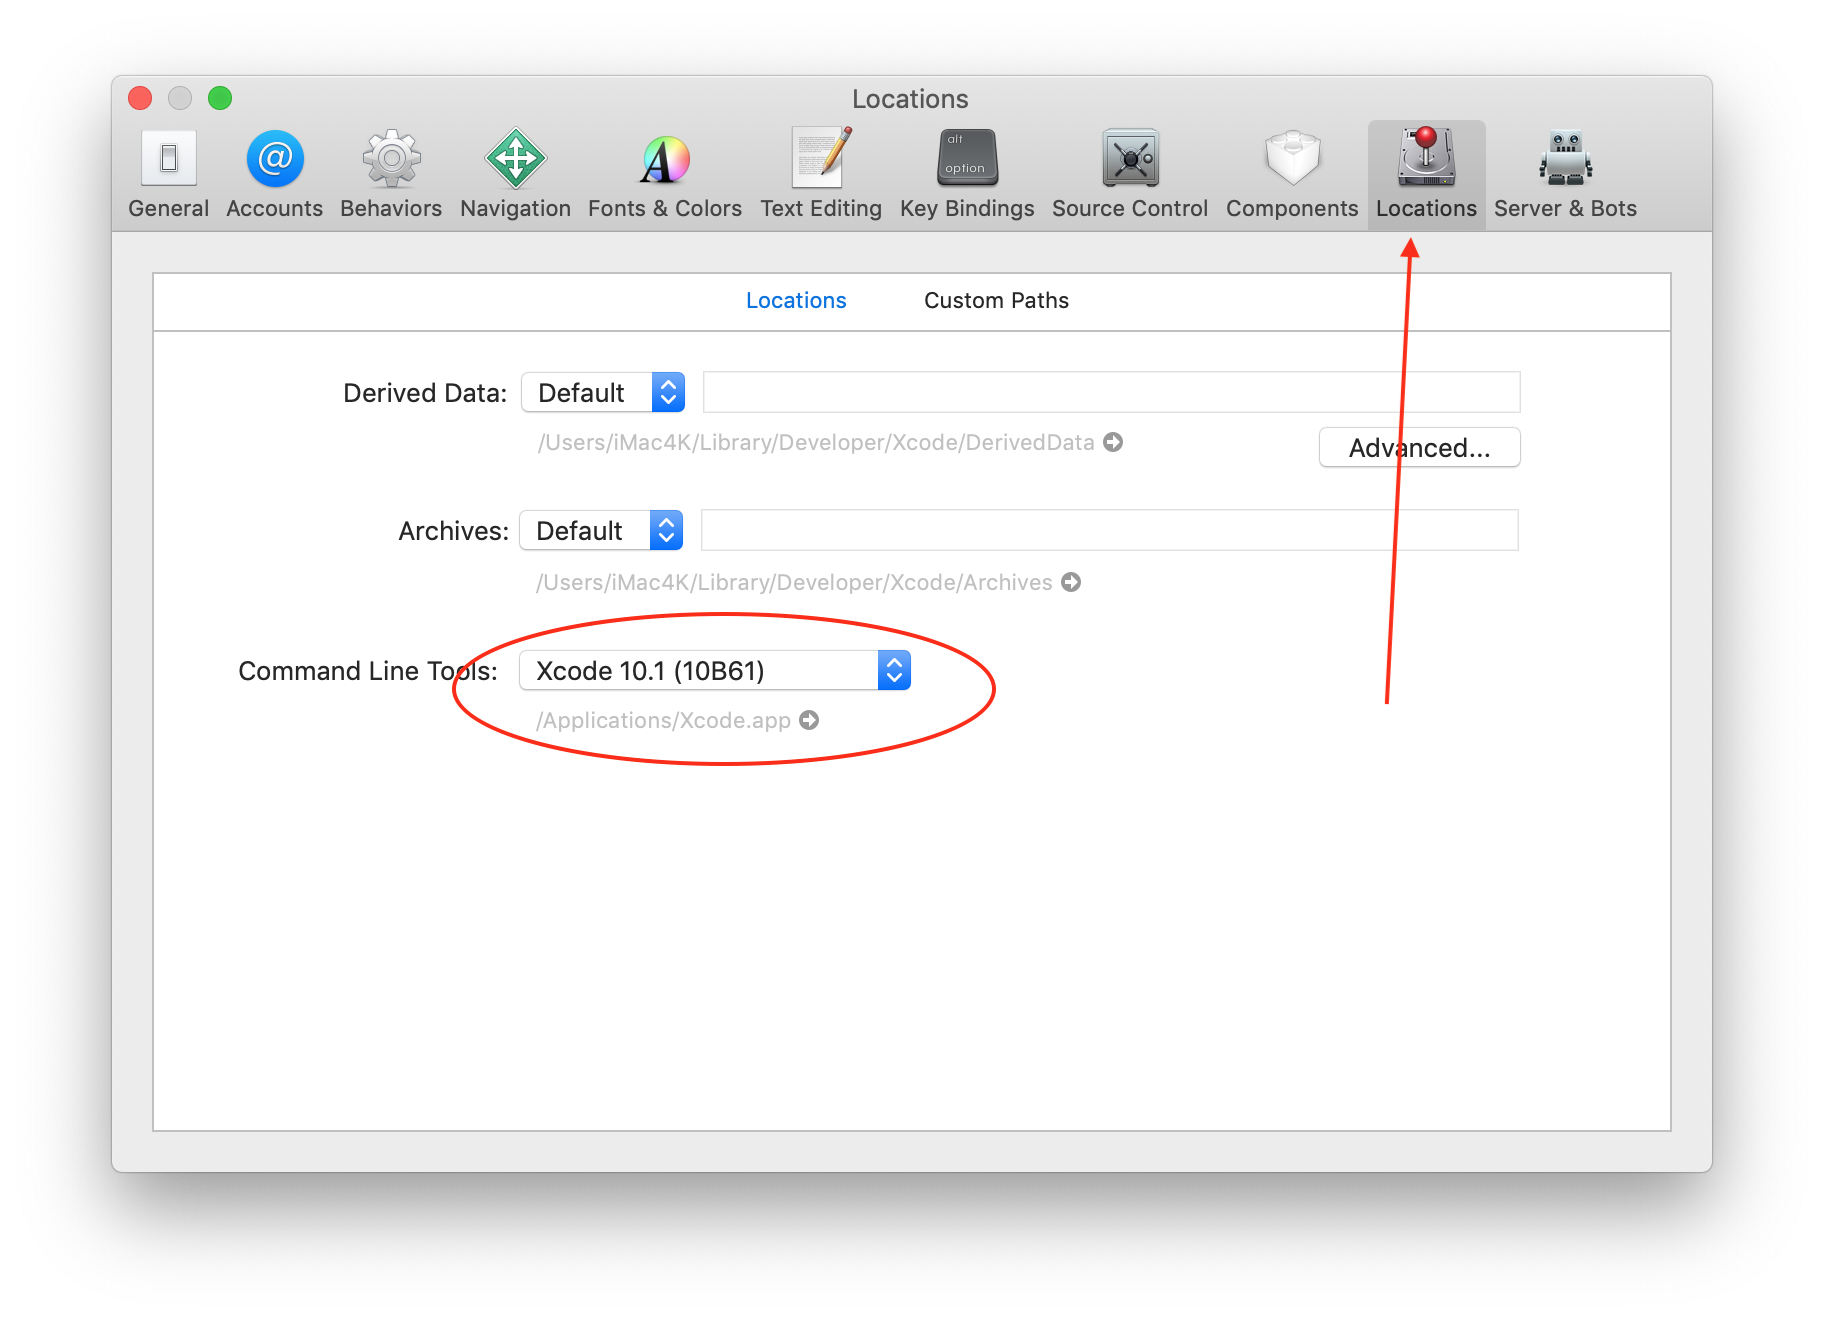 Locations
General Accounts Behaviors Navigation Fonts & Colors Text Editing alt option Key Bindings Source Control Components Locations Server & Bots
Locations Custom Paths
Derived Data: Default
/Users/iMac4K/Library/Developer/Xcode/DerivedData
Advanced...
Archives: Default
/Users/iMac4K/Library/Developer/Xcode/Archives
Command Line Tools: Xcode 10.1 (10B61)
/Applications/Xcode.app